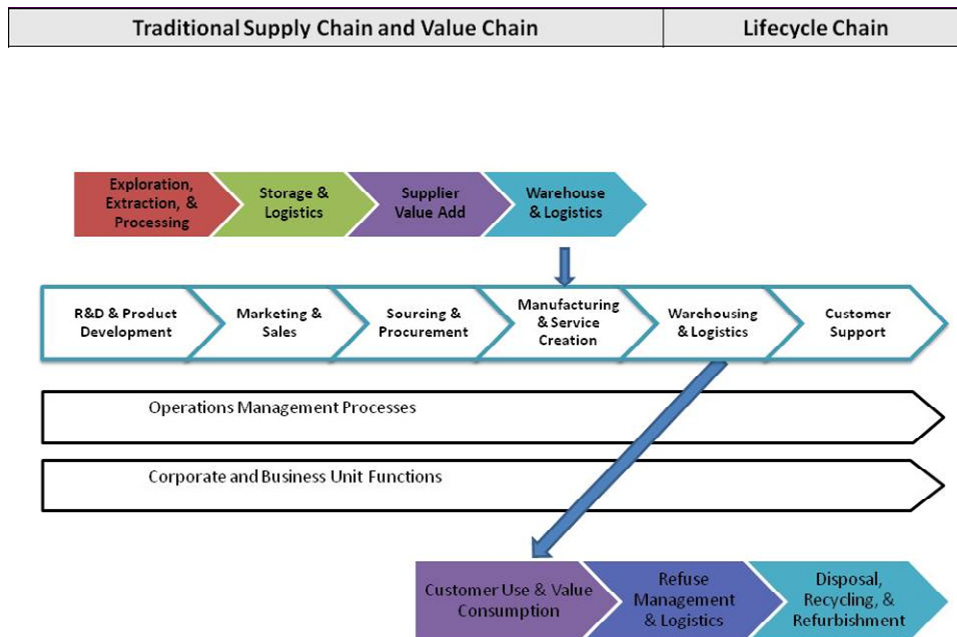 Traditional Supply Chain and Value Chain
Lifecycle Chain
Exploration,
Extraction, &
Processing
Storage &
Logistics
Supplier
Value Add
Warehouse
& Logistics
R&D & Product
Development
Marketing &
Sales
Sourcing &
Procurement
Manufacturing
& Service
Creation
Warehousing
& Logistics
Customer
Support
Operations Management Processes
Corporate and Business Unit Functions
Customer Use & Value
Consumption
Refuse
Management
& Logistics
Disposal,
Recycling, &
Refurbishment